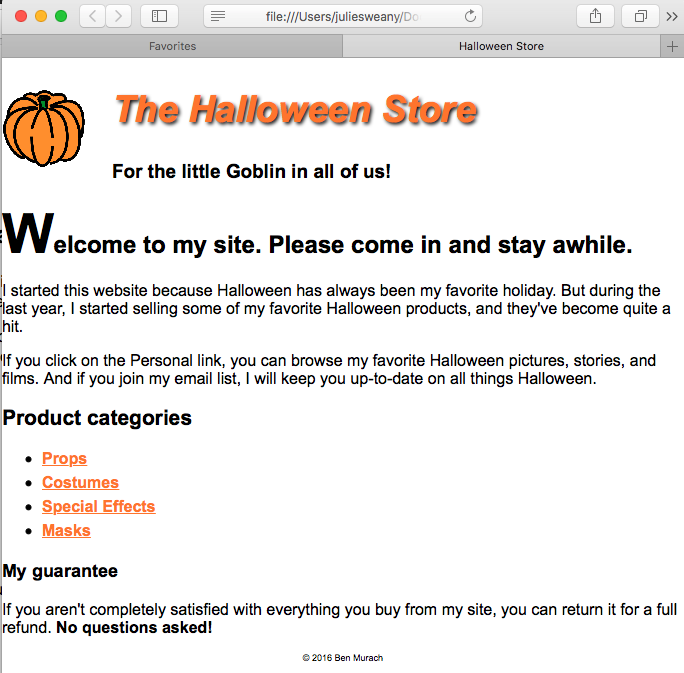 file:///Users/juliesweany/Do
Favorites
Halloween Store
The Halloween Store
For the little Goblin in all of us!
Welcome to my site. Please come in and stay awhile.
I started this website because Halloween has always been my favorite holiday. But during the
last year, I started selling some of my favorite Halloween products, and they've become quite a
hit.
If you click on the Personal link, you can browse my favorite Halloween pictures, stories, and
films. And if you join my email list, I will keep you up-to-date on all things Halloween.
Product categories
• Props
• Costumes
• Special Effects
• Masks
My guarantee
If you aren't completely satisfied with everything you buy from my site, you can return it for a full
refund. No questions asked!
© 2016 Ben Murach